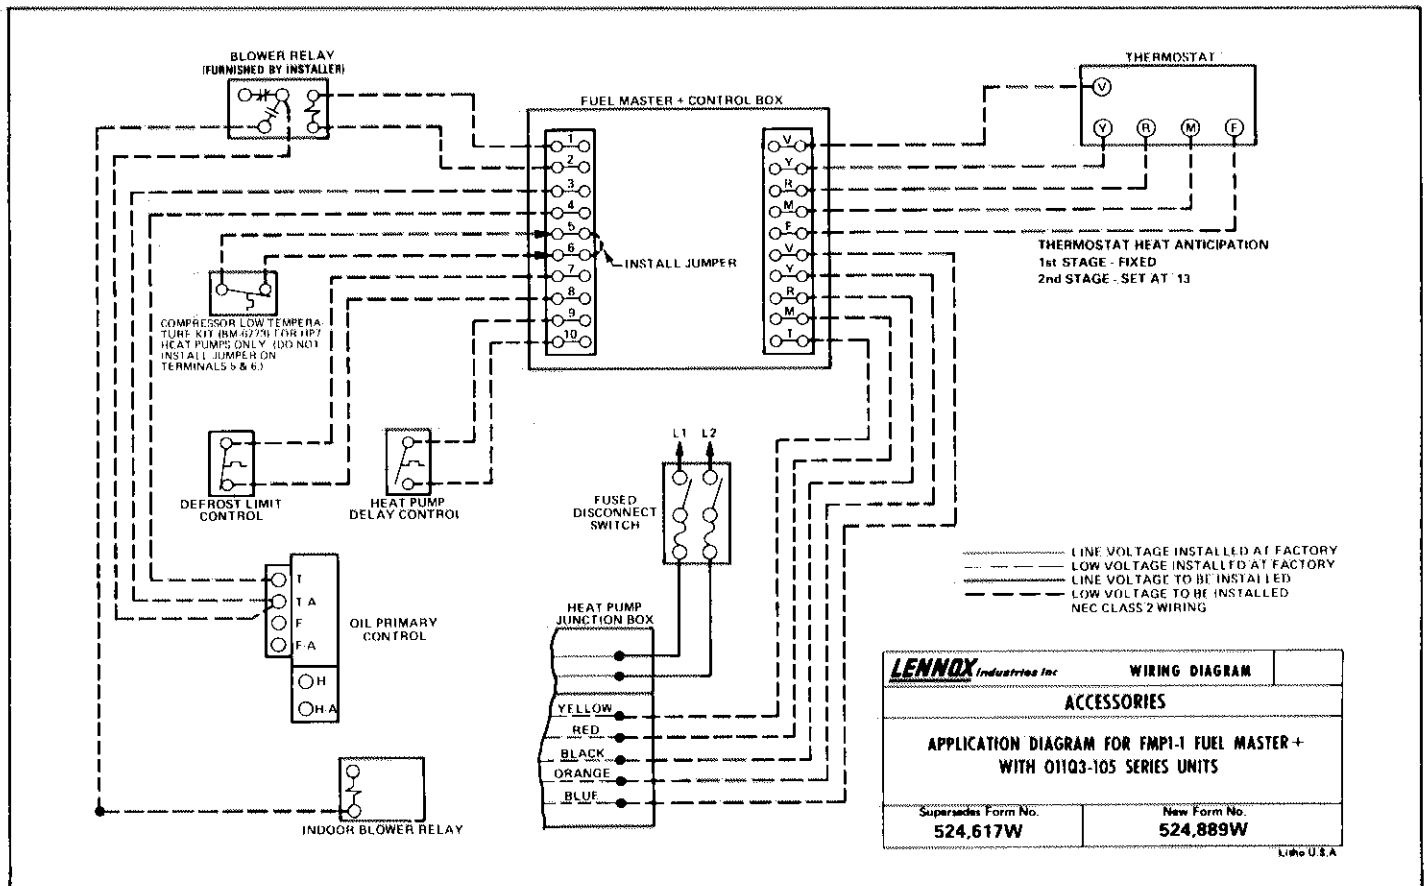 BLOWER RELAY
(FURNISHED BY INSTALLER)
FUEL MASTER + CONTROL BOX
1
2
3
4
5
6
7
8
9
10
INSTALL JUMPER
V
Y
R
M
F
V
Y
R
M
T
THERMOSTAT
V
Y R M F
THERMOSTAT HEAT ANTICIPATION
1st STAGE - FIXED
2nd STAGE - SET AT .13
COMPRESSOR LOW TEMPERA-
TURE KIT (BM-6273) FOR HP7
HEAT PUMPS ONLY (DO NOT
INSTALL JUMPER ON
TERMINALS 5 & 6.)
DEFROST LIMIT
CONTROL
HEAT PUMP
DELAY CONTROL
L1 L2
FUSED
DISCONNECT
SWITCH
T
T A
F
F-A
H
H-A
OIL PRIMARY
CONTROL
INDOOR BLOWER RELAY
HEAT PUMP
JUNCTION BOX
YELLOW
RED
BLACK
ORANGE
BLUE
LINE VOLTAGE INSTALLED AT FACTORY
LOW VOLTAGE INSTALLED AT FACTORY
LINE VOLTAGE TO BE INSTALLED
LOW VOLTAGE TO BE INSTALLED
NEC CLASS 2 WIRING
LENNOX Industries Inc WIRING DIAGRAM
ACCESSORIES
APPLICATION DIAGRAM FOR FMP1-1 FUEL MASTER +
WITH O11Q3-105 SERIES UNITS
Supersedes Form No.
524,617W
New Form No.
524,889W
Litho U.S.A